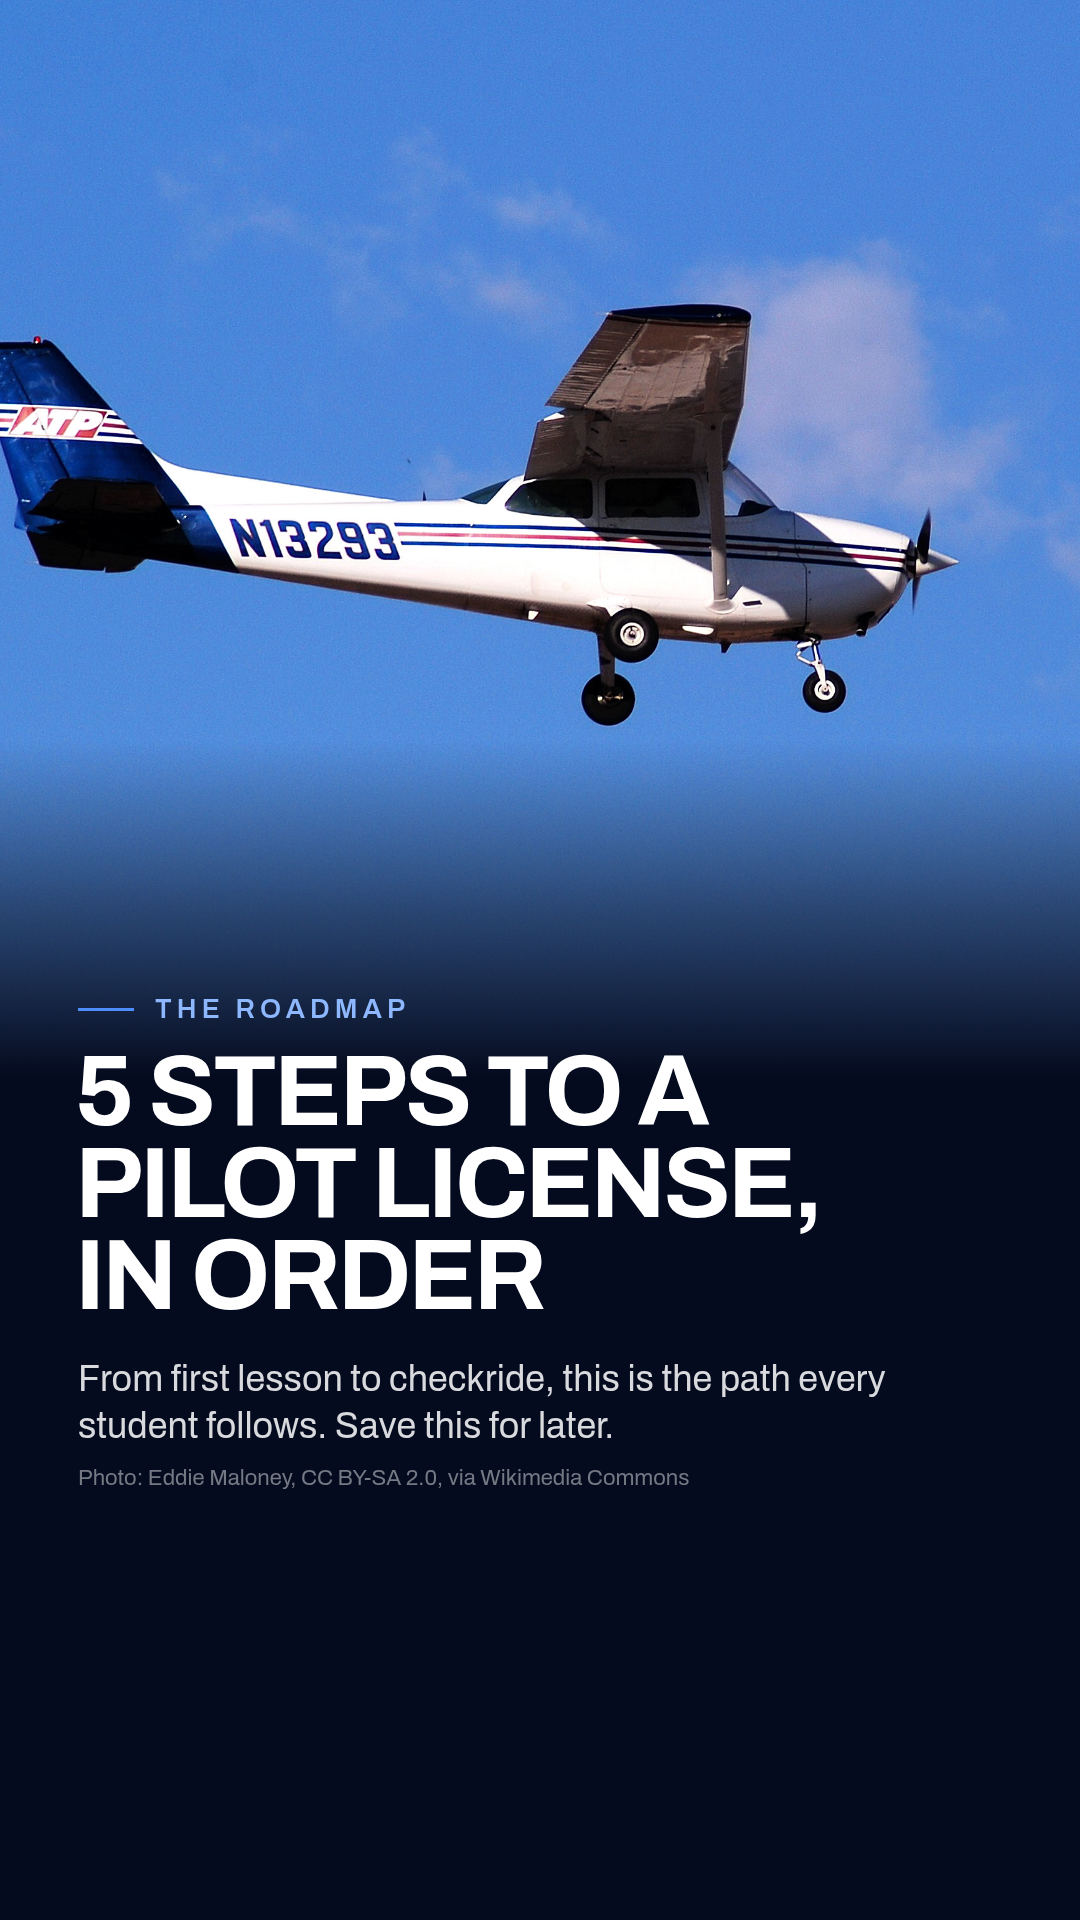 ATP
N13293
THE ROADMAP
5 STEPS TO A
PILOT LICENSE,
IN ORDER
From first lesson to checkride, this is the path every
student follows. Save this for later.
Photo: Eddie Maloney, CC BY-SA 2.0, via Wikimedia Commons